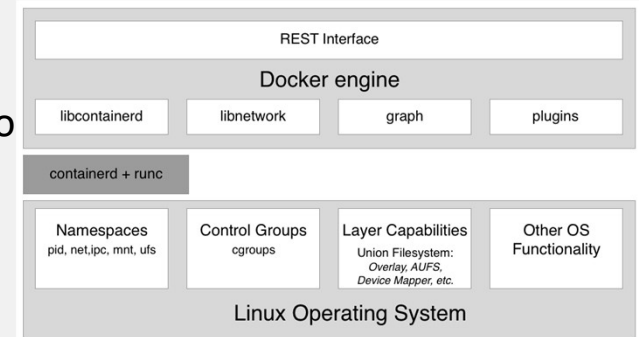 REST Interface
Docker engine
libcontainerd
libnetwork
graph
plugins
o
containerd + runc
Namespaces
pid, net,ipc, mnt, ufs
Control Groups
cgroups
Layer Capabilities
Union Filesystem:
Overlay, AUFS,
Device Mapper, etc.
Other OS
Functionality
Linux Operating System